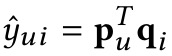 ŷ_{ui} = 𝐩_u^T 𝐪_i